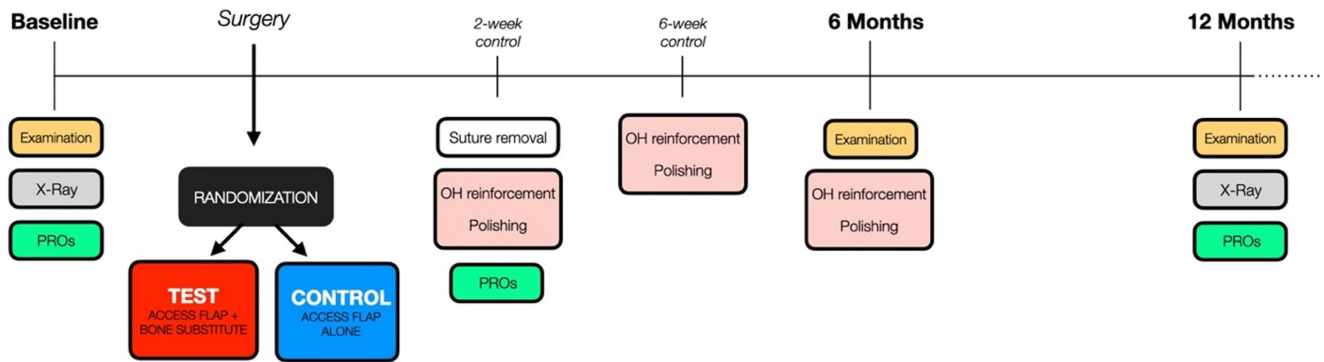 Baseline
Surgery
2-week
control
6-week
control
6 Months
12 Months
Examination
X-Ray
PROs
RANDOMIZATION
TEST
ACCESS FLAP +
BONE SUBSTITUTE
CONTROL
ACCESS FLAP
ALONE
Suture removal
OH reinforcement
Polishing
PROs
OH reinforcement
Polishing
Examination
OH reinforcement
Polishing
Examination
X-Ray
PROs